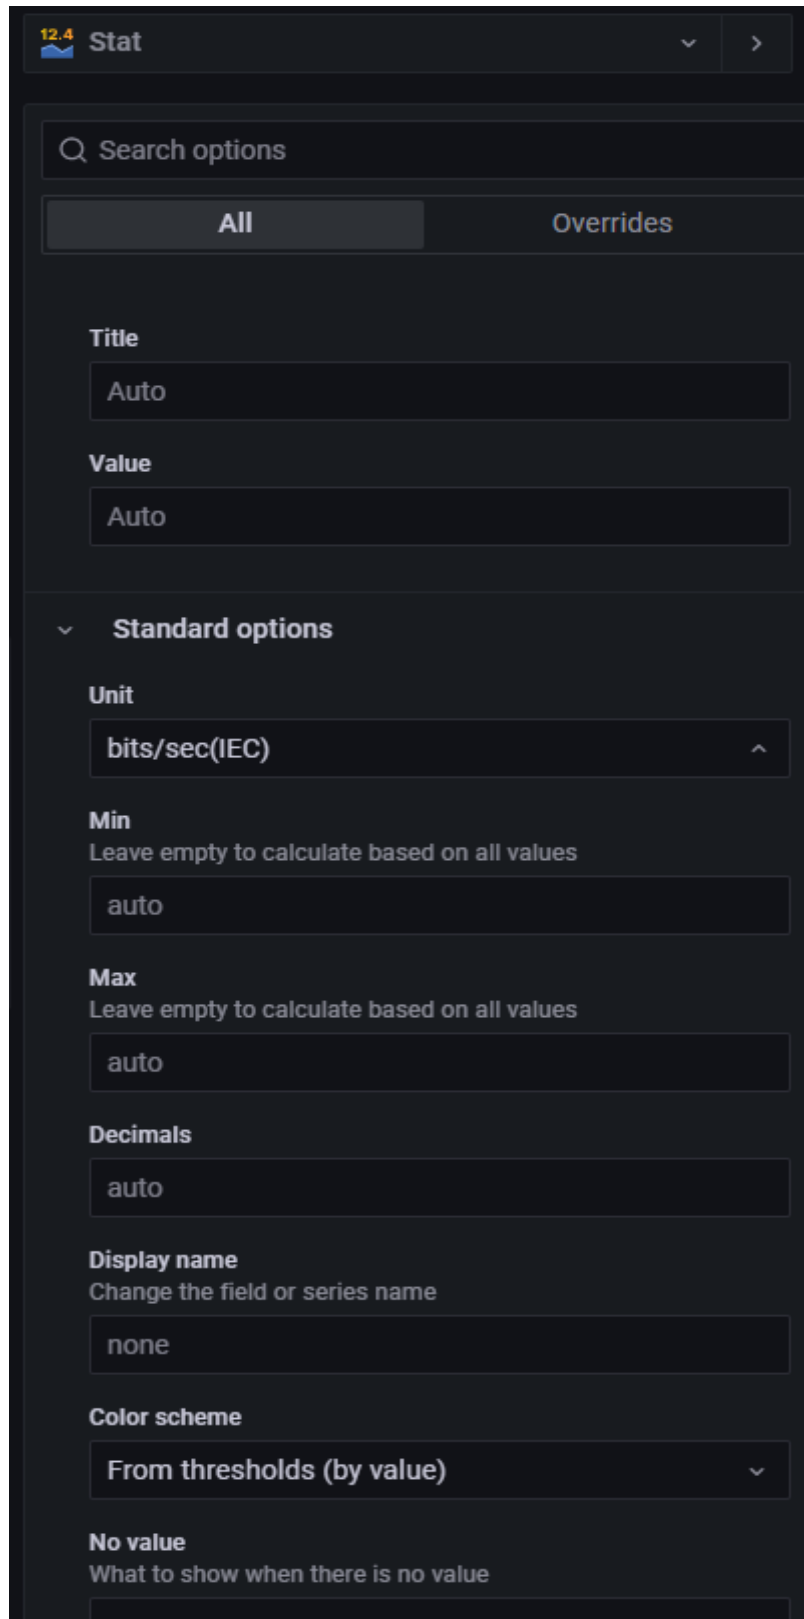 12.4
Stat
Search options
All
Overrides
Title
Auto
Value
Auto
Standard options
Unit
bits/sec(IEC)
Min
Leave empty to calculate based on all values
auto
Max
Leave empty to calculate based on all values
auto
Decimals
auto
Display name
Change the field or series name
none
Color scheme
From thresholds (by value)
No value
What to show when there is no value